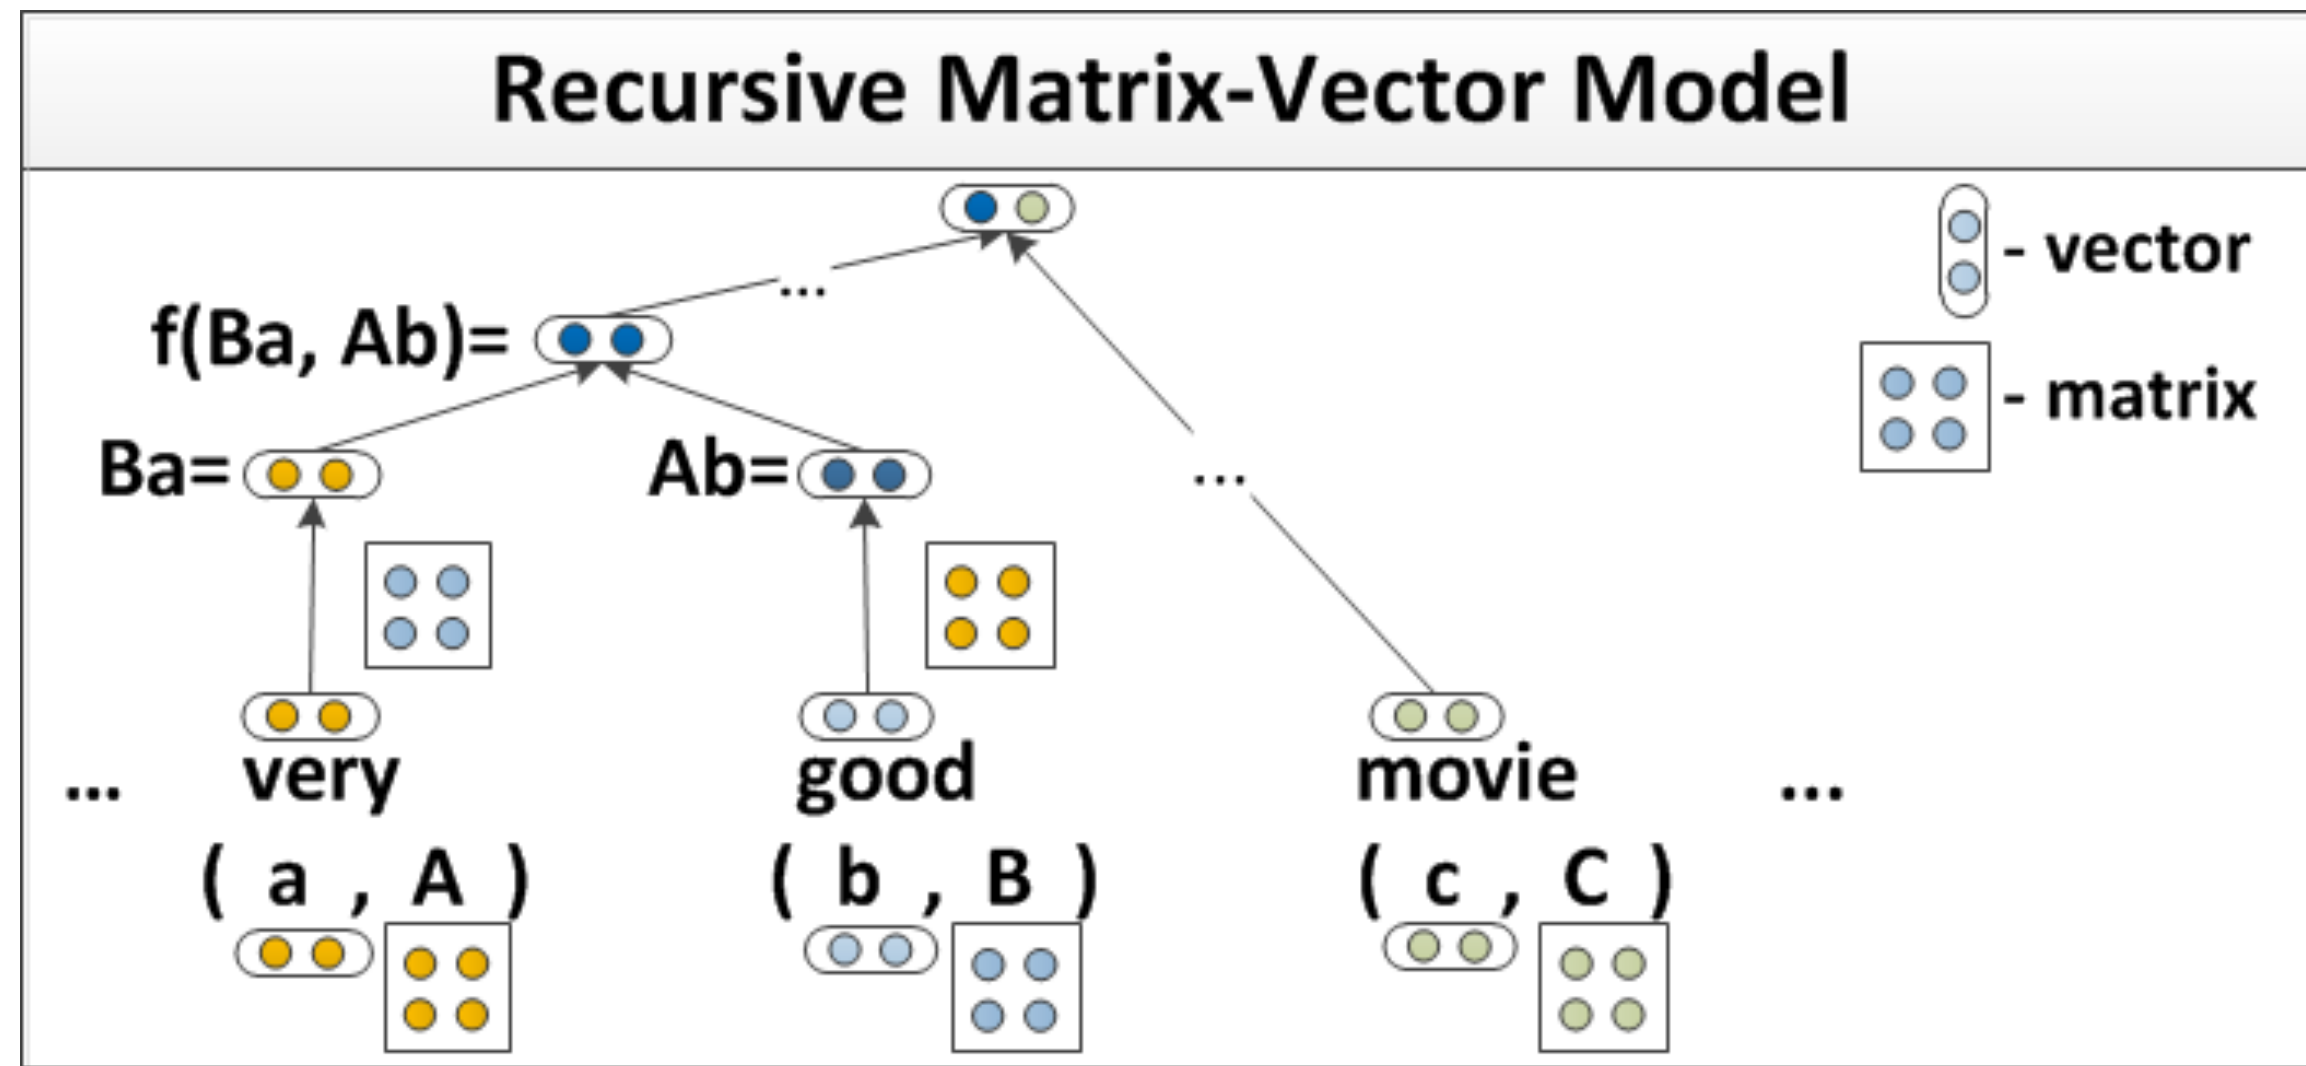 Recursive Matrix-Vector Model
- vector
...
f(Ba, Ab)=
- matrix
Ba=
Ab=
...
... very good movie ...
( a , A ) ( b , B ) ( c , C )